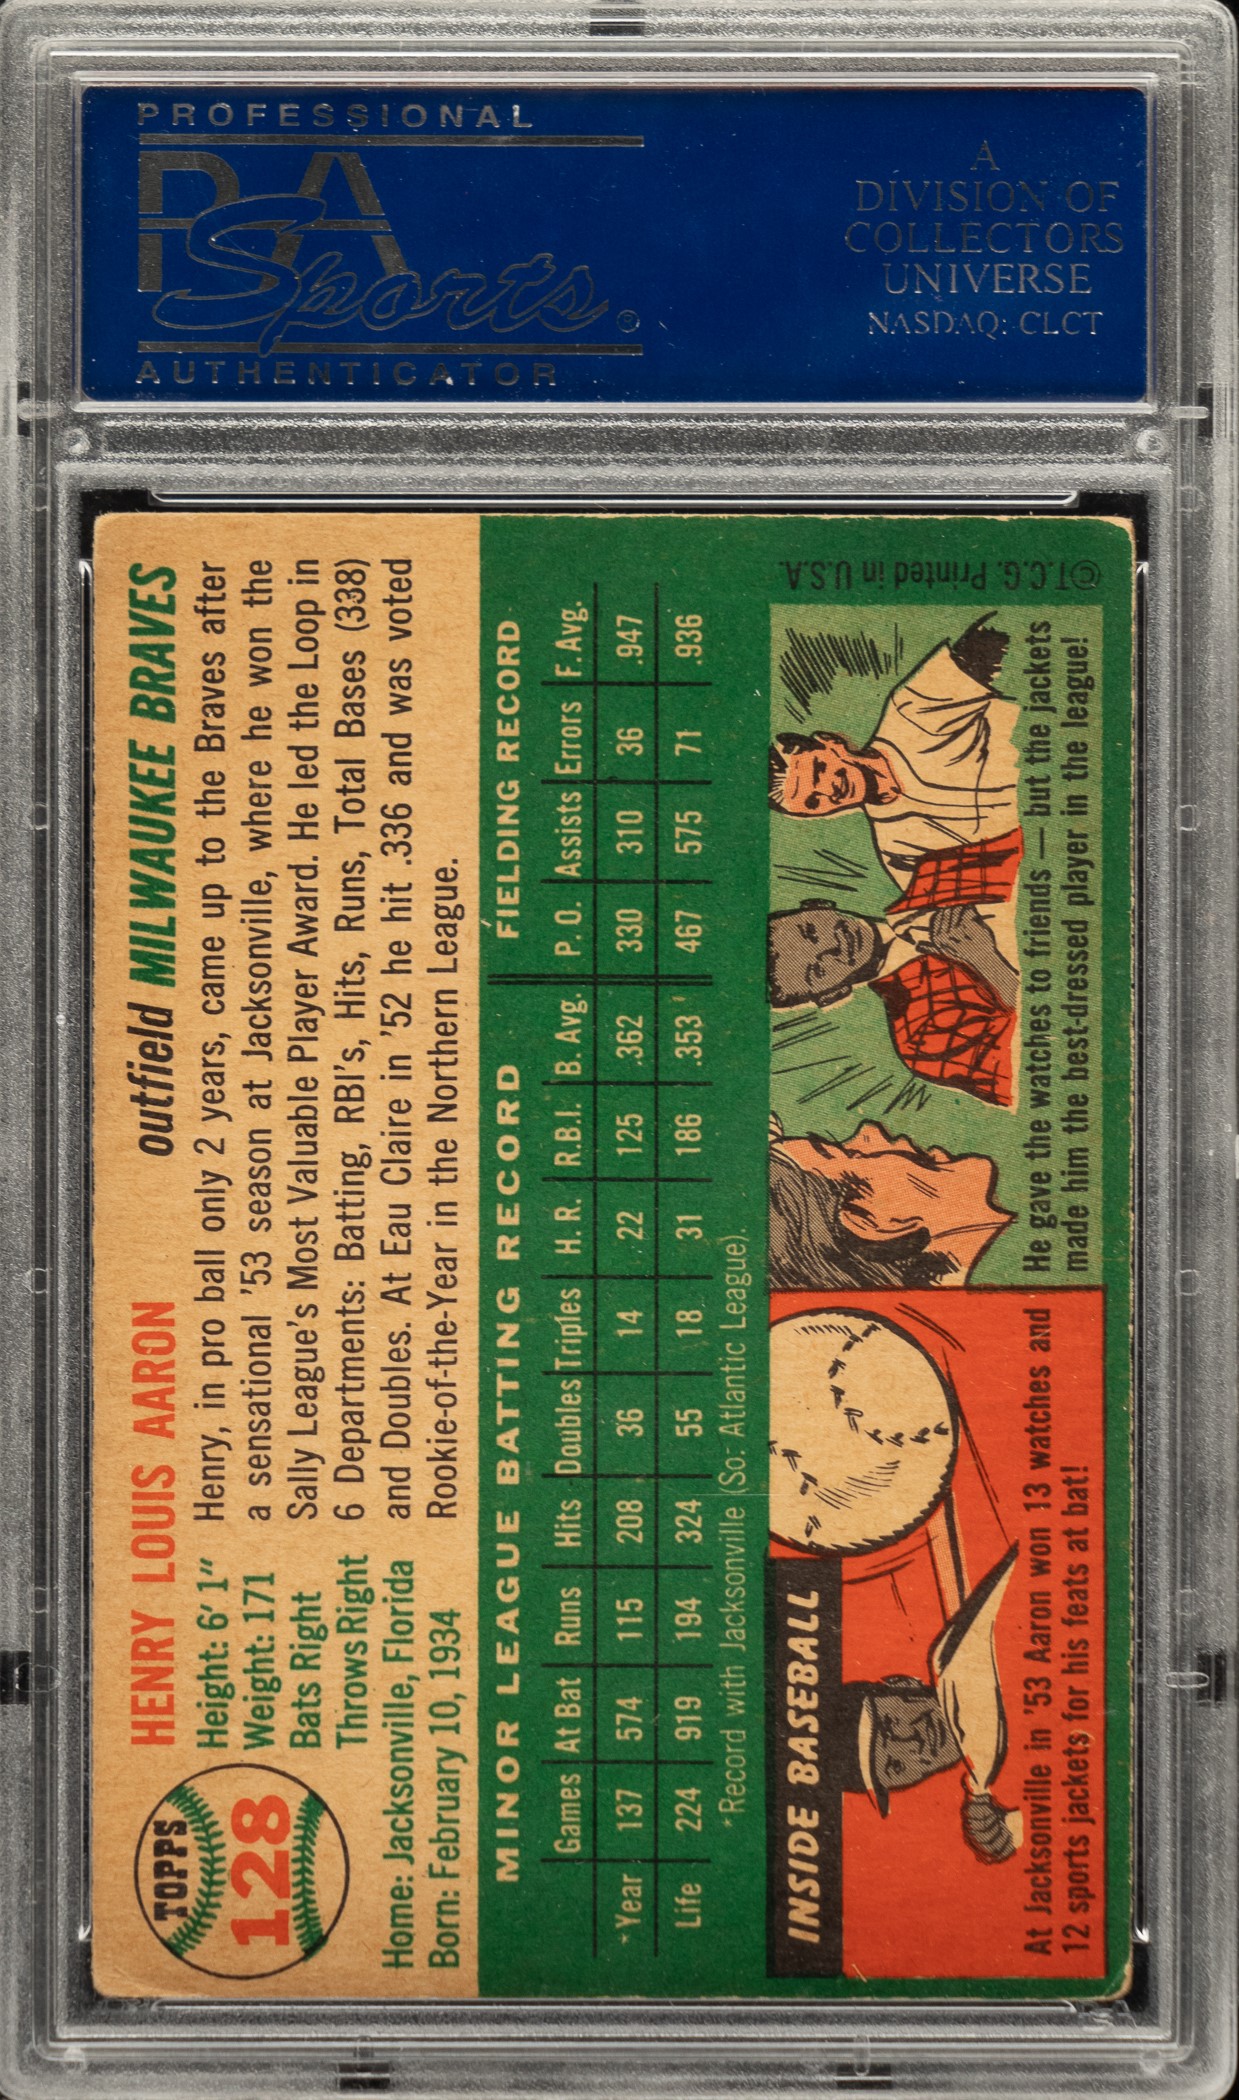 PROFESSIONAL
PSA
Sports®
AUTHENTICATOR
A
DIVISION OF
COLLECTORS
UNIVERSE
NASDAQ: CLCT
TOPPS
128
HENRY LOUIS AARON
outfield MILWAUKEE BRAVES
Height: 6' 1"
Weight: 171
Bats Right
Throws Right
Home: Jacksonville, Florida
Born: February 10, 1934
Henry, in pro ball only 2 years, came up to the Braves after
a sensational '53 season at Jacksonville, where he won the
Sally League's Most Valuable Player Award. He led the Loop in
6 Departments: Batting, RBI's, Hits, Runs, Total Bases (338)
and Doubles. At Eau Claire in '52 he hit .336 and was voted
Rookie-of-the-Year in the Northern League.
MINOR LEAGUE BATTING RECORD FIELDING RECORD
Games At Bat Runs Hits Doubles Triples H. R. R.B.I. B. Avg. P. O. Assists Errors F. Avg.
*Year 137 574 115 208 36 14 22 125 .362 330 310 36 .947
Life 224 919 194 324 55 18 31 186 .353 467 575 71 .936
*Record with Jacksonville (So. Atlantic League).
INSIDE BASEBALL
At Jacksonville in '53 Aaron won 13 watches and
12 sports jackets for his feats at bat!
He gave the watches to friends — but the jackets
made him the best-dressed player in the league!
©T.C.G. Printed in U.S.A.